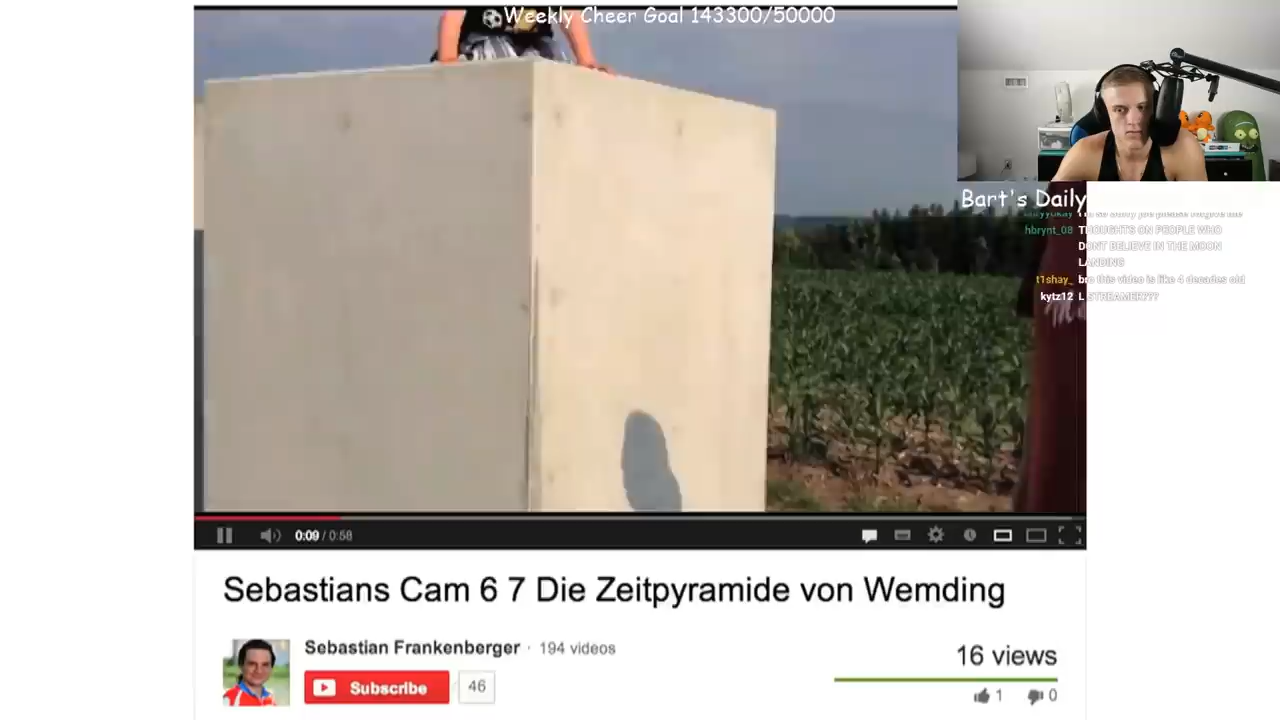 Weekly Cheer Goal 143300/50000
Bart's Daily
hbrynt_08 THOUGHTS ON PEOPLE WHO
DONT BELIEVE IN THE MOON
LANDING
t1shay_ bro this video is like 4 decades old
kytz12 L STREAMER???
0:09 / 0:58
Sebastians Cam 6 7 Die Zeitpyramide von Wemding
Sebastian Frankenberger · 194 videos
Subscribe 46
16 views
1 0